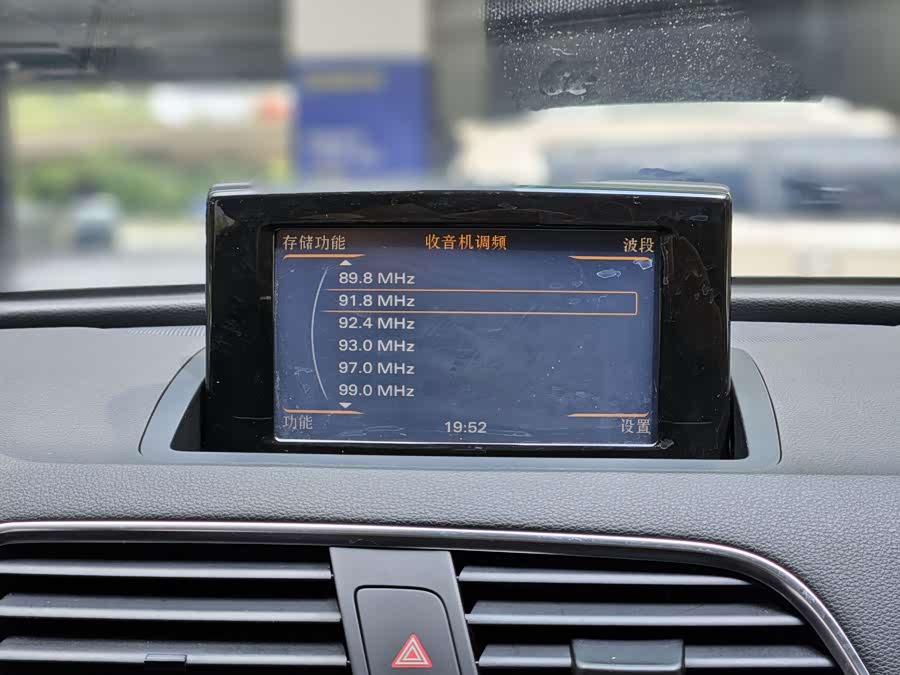 存储功能 收音机调频 波段
89.8 MHz
91.8 MHz
92.4 MHz
93.0 MHz
97.0 MHz
99.0 MHz
功能 19:52 设置